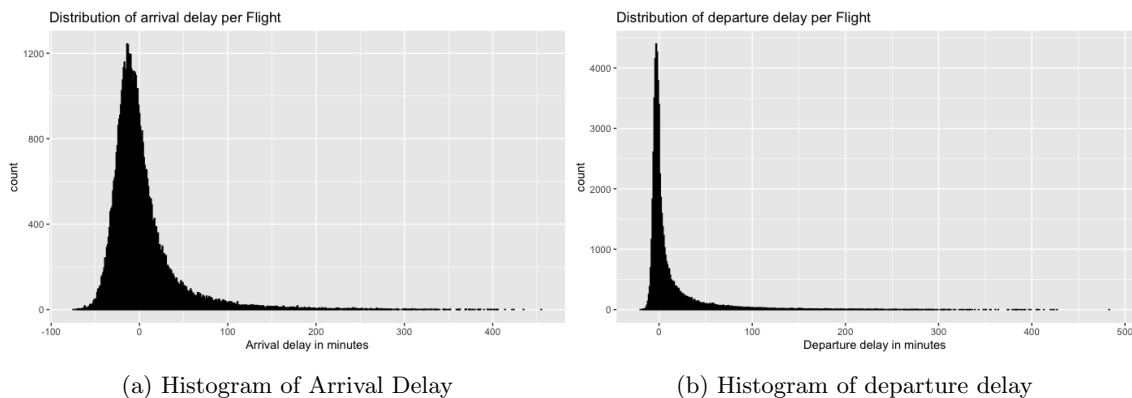 Distribution of arrival delay per Flight
1200
800
400
0
count
-100 0 100 200 300 400
Arrival delay in minutes
(a) Histogram of Arrival Delay
Distribution of departure delay per Flight
4000
3000
2000
1000
0
count
0 100 200 300 400 500
Departure delay in minutes
(b) Histogram of departure delay